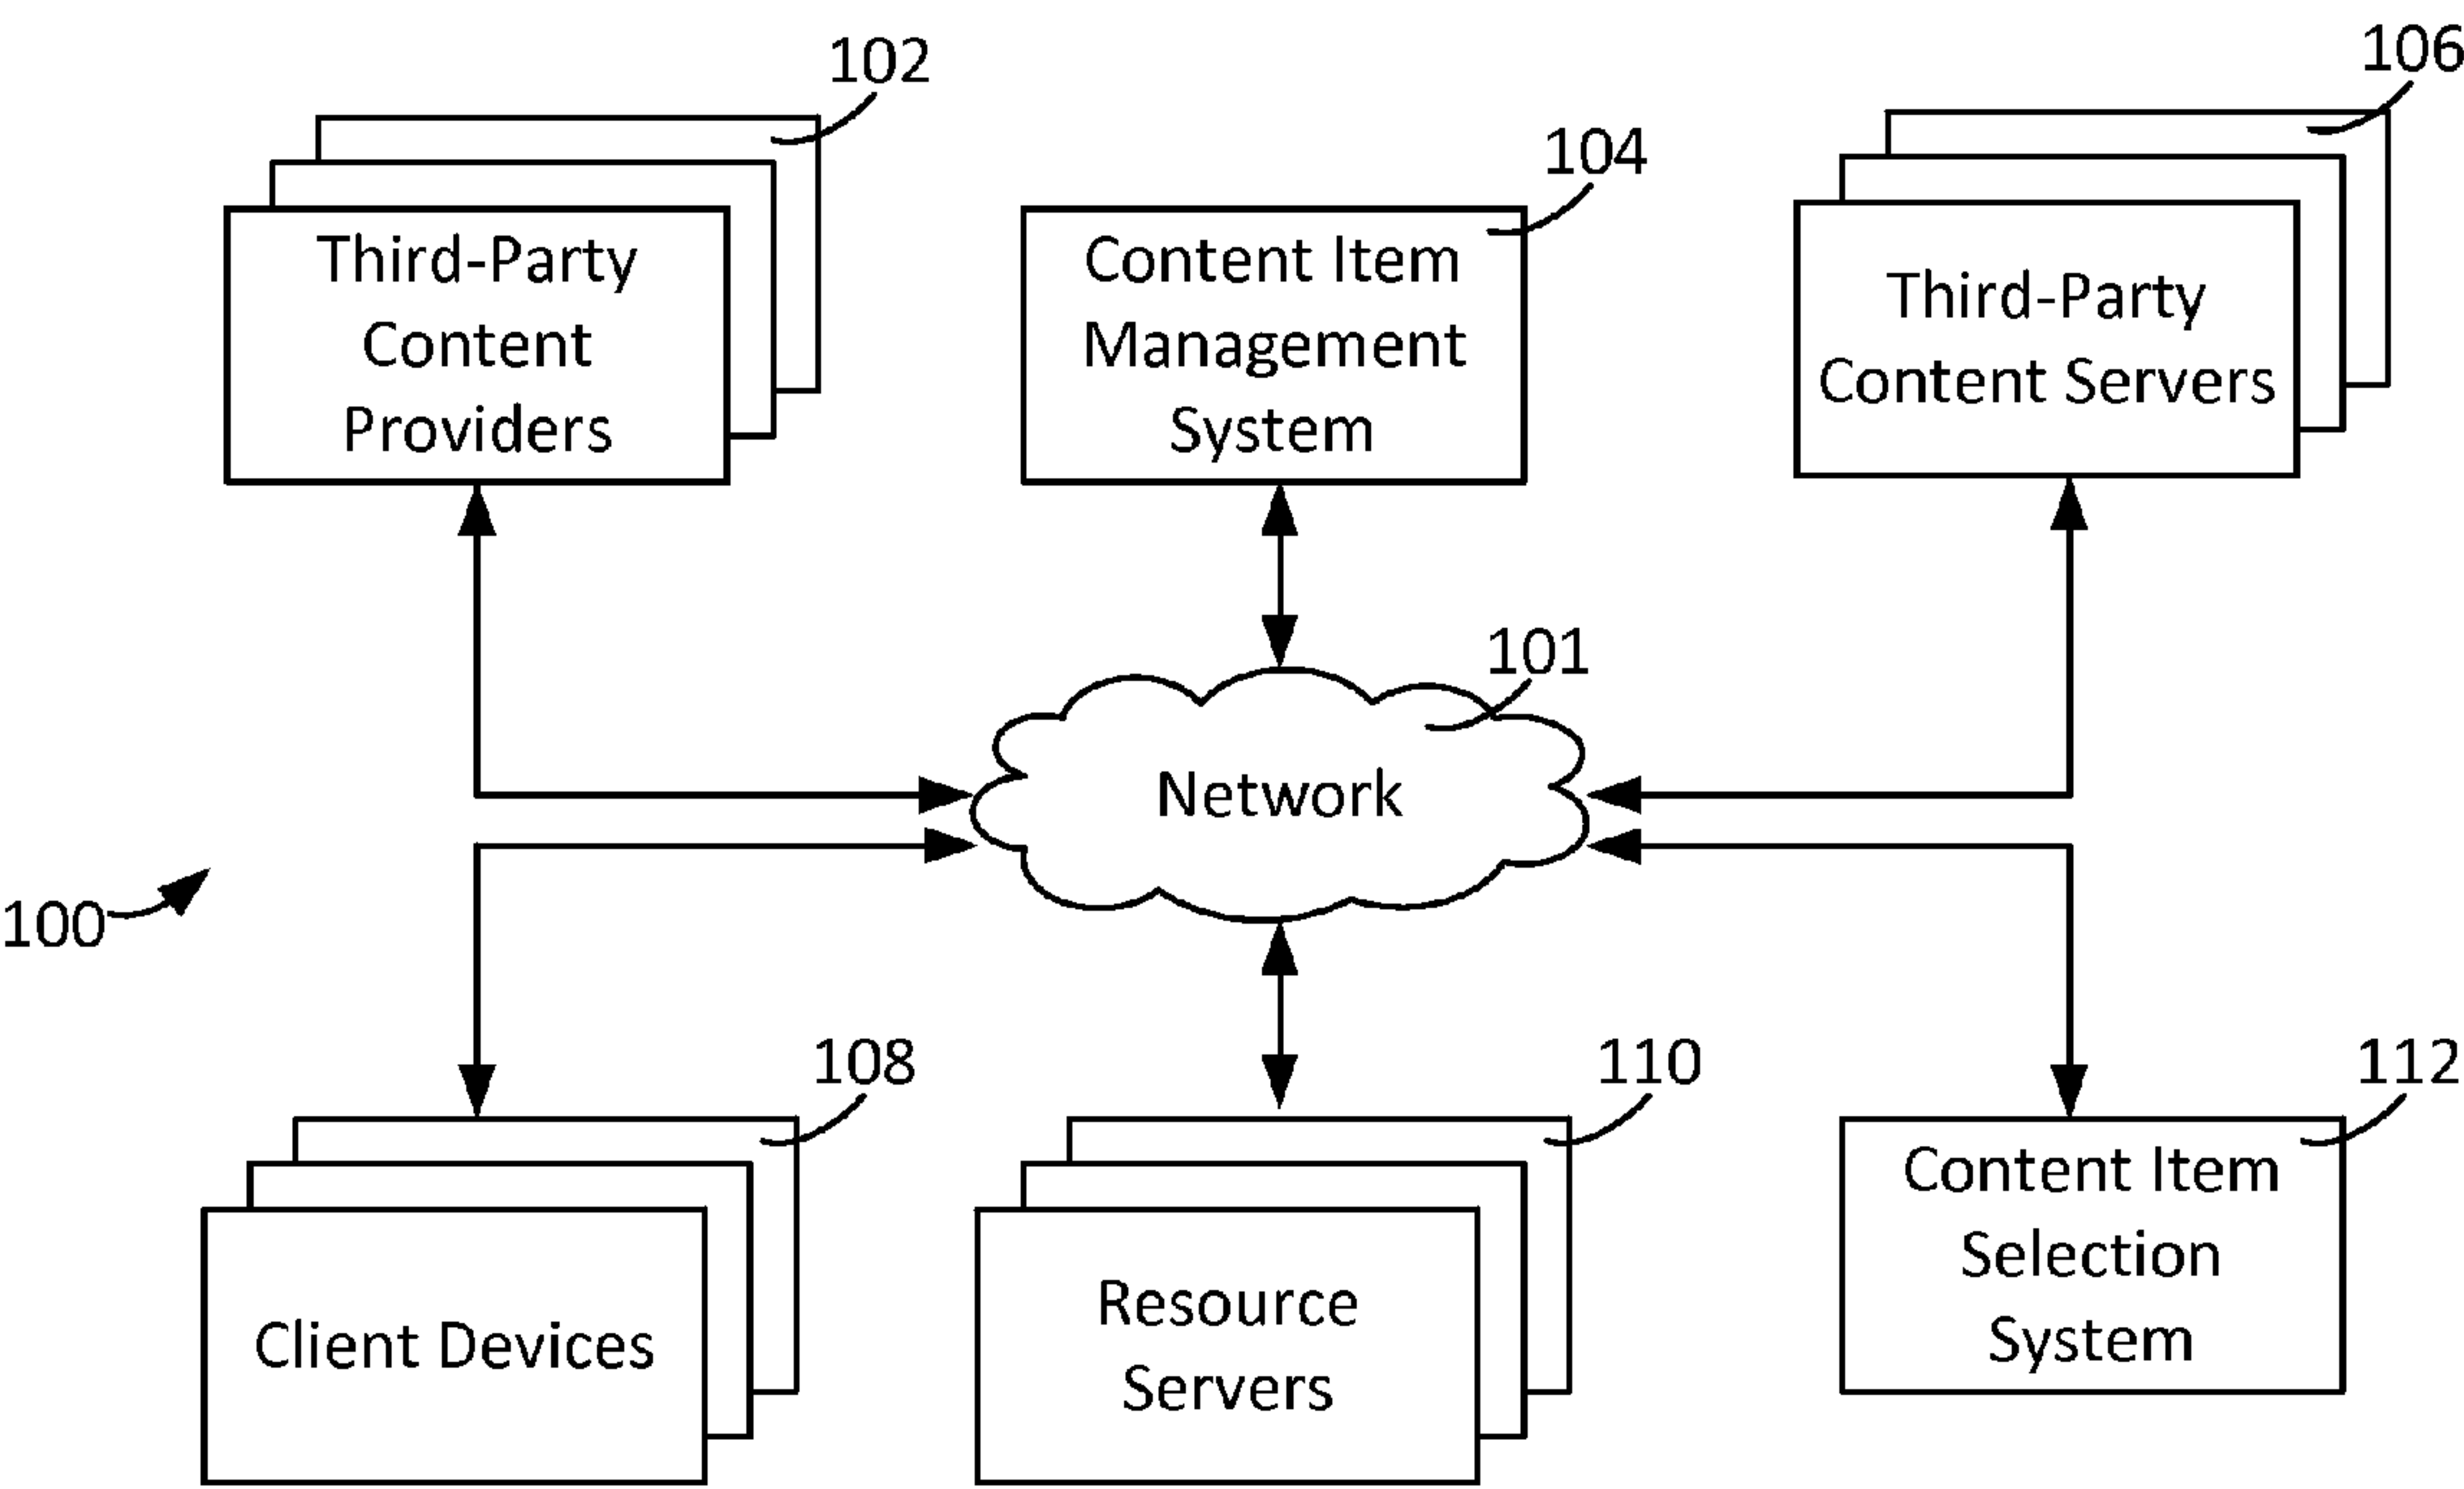 102
106
104
Third-Party
Content
Providers
Content Item
Management
System
Third-Party
Content Servers
101
Network
100
108
110
112
Client Devices
Resource
Servers
Content Item
Selection
System